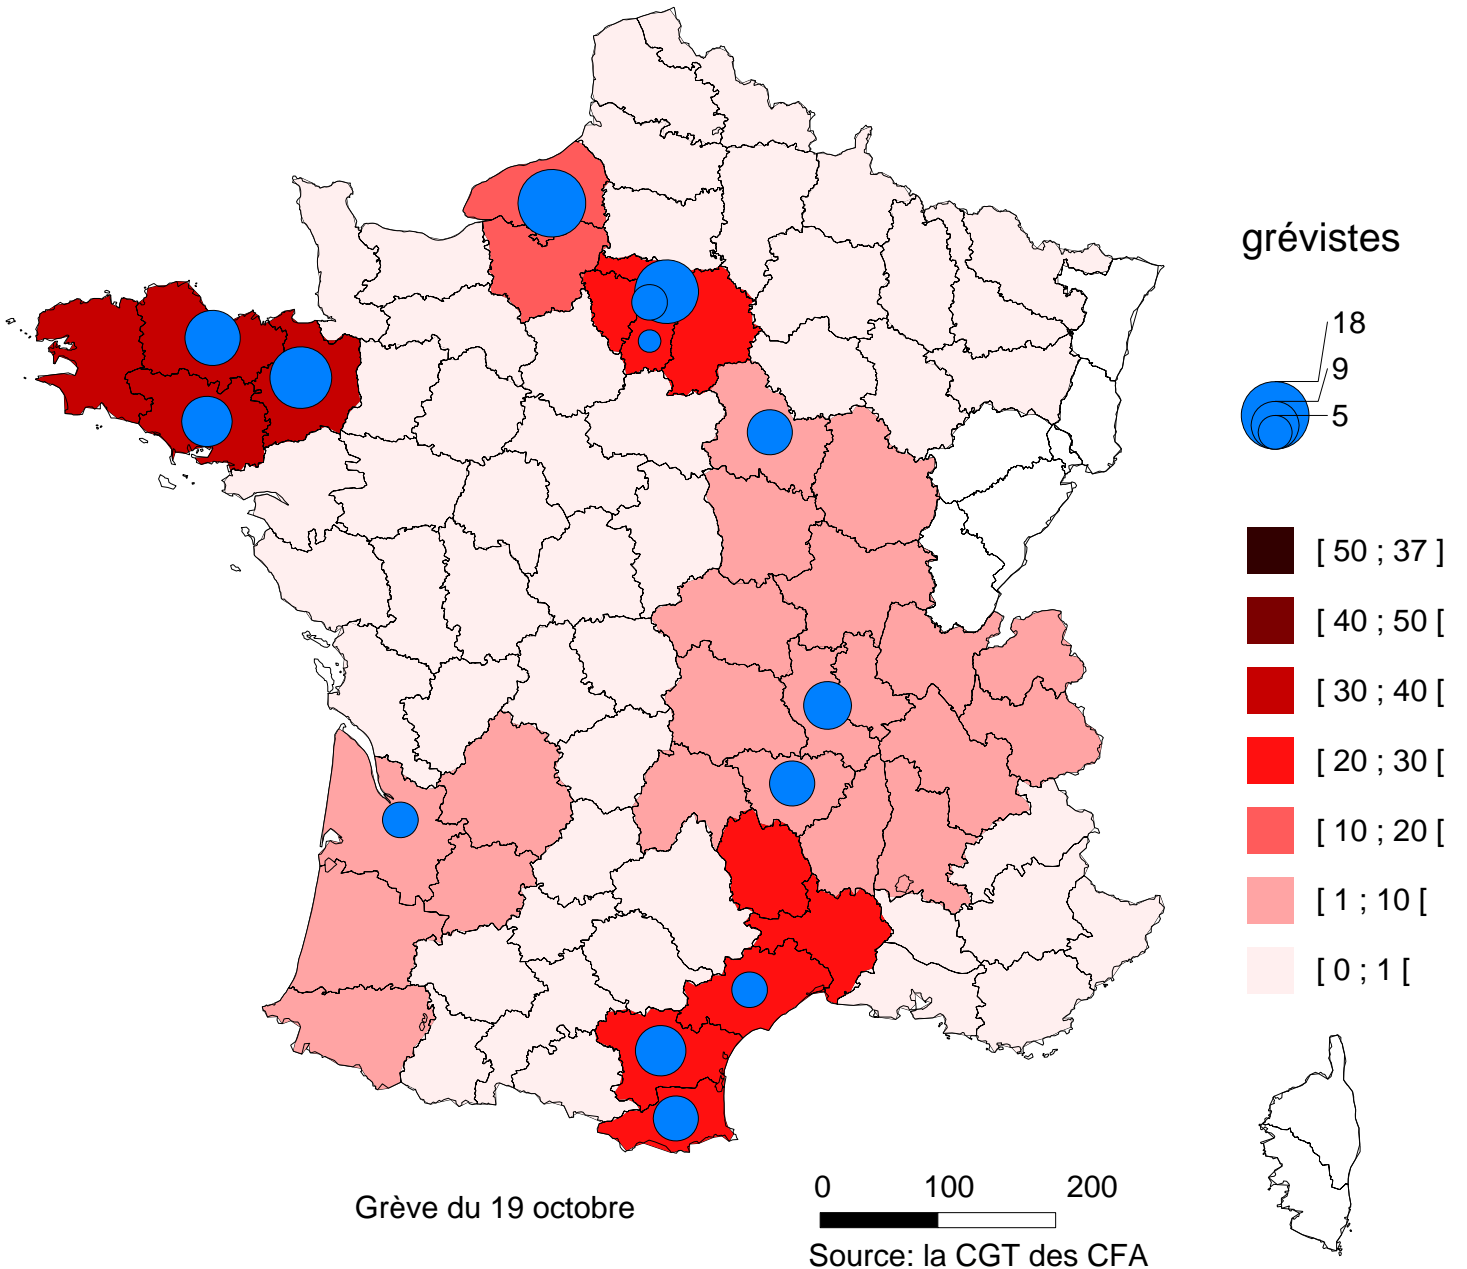 grévistes
18
9
5
[ 50 ; 37 ]
[ 40 ; 50 [
[ 30 ; 40 [
[ 20 ; 30 [
[ 10 ; 20 [
[ 1 ; 10 [
[ 0 ; 1 [
0 100 200
Grève du 19 octobre
Source: la CGT des CFA